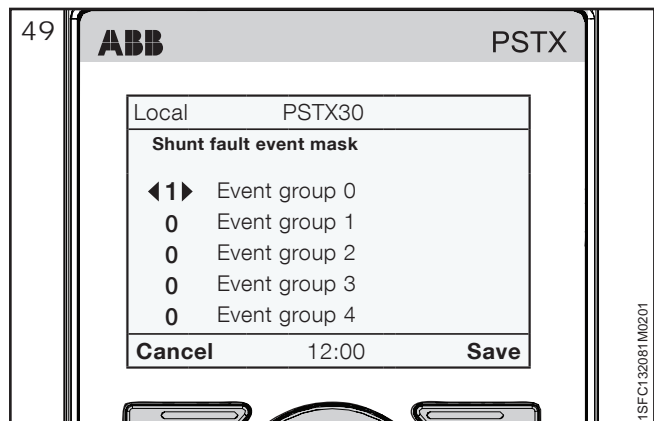 49
ABB PSTX
Local PSTX30
Shunt fault event mask
1 Event group 0
0 Event group 1
0 Event group 2
0 Event group 3
0 Event group 4
Cancel 12:00 Save
1SFC132081M0201